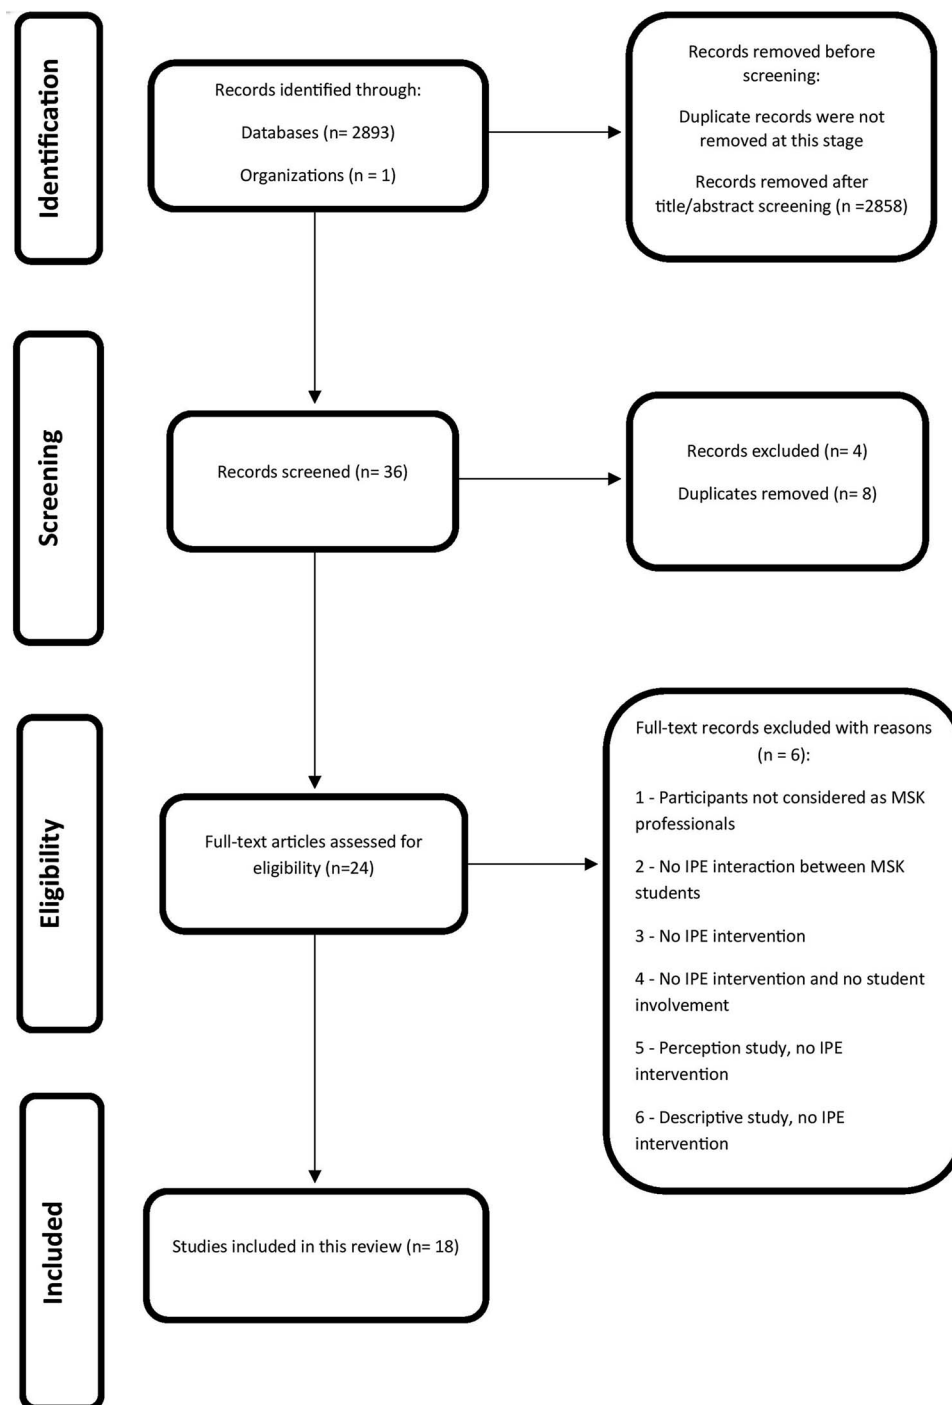 Identification
Records identified through:
Databases (n= 2893)
Organizations (n = 1)
Records removed before
screening:
Duplicate records were not
removed at this stage
Records removed after
title/abstract screening (n =2858)
Screening
Records screened (n= 36)
Records excluded (n= 4)
Duplicates removed (n= 8)
Eligibility
Full-text articles assessed for
eligibility (n=24)
Full-text records excluded with reasons
(n = 6):
1 - Participants not considered as MSK
professionals
2 - No IPE interaction between MSK
students
3 - No IPE intervention
4 - No IPE intervention and no student
involvement
5 - Perception study, no IPE
intervention
6 - Descriptive study, no IPE
intervention
Included
Studies included in this review (n= 18)